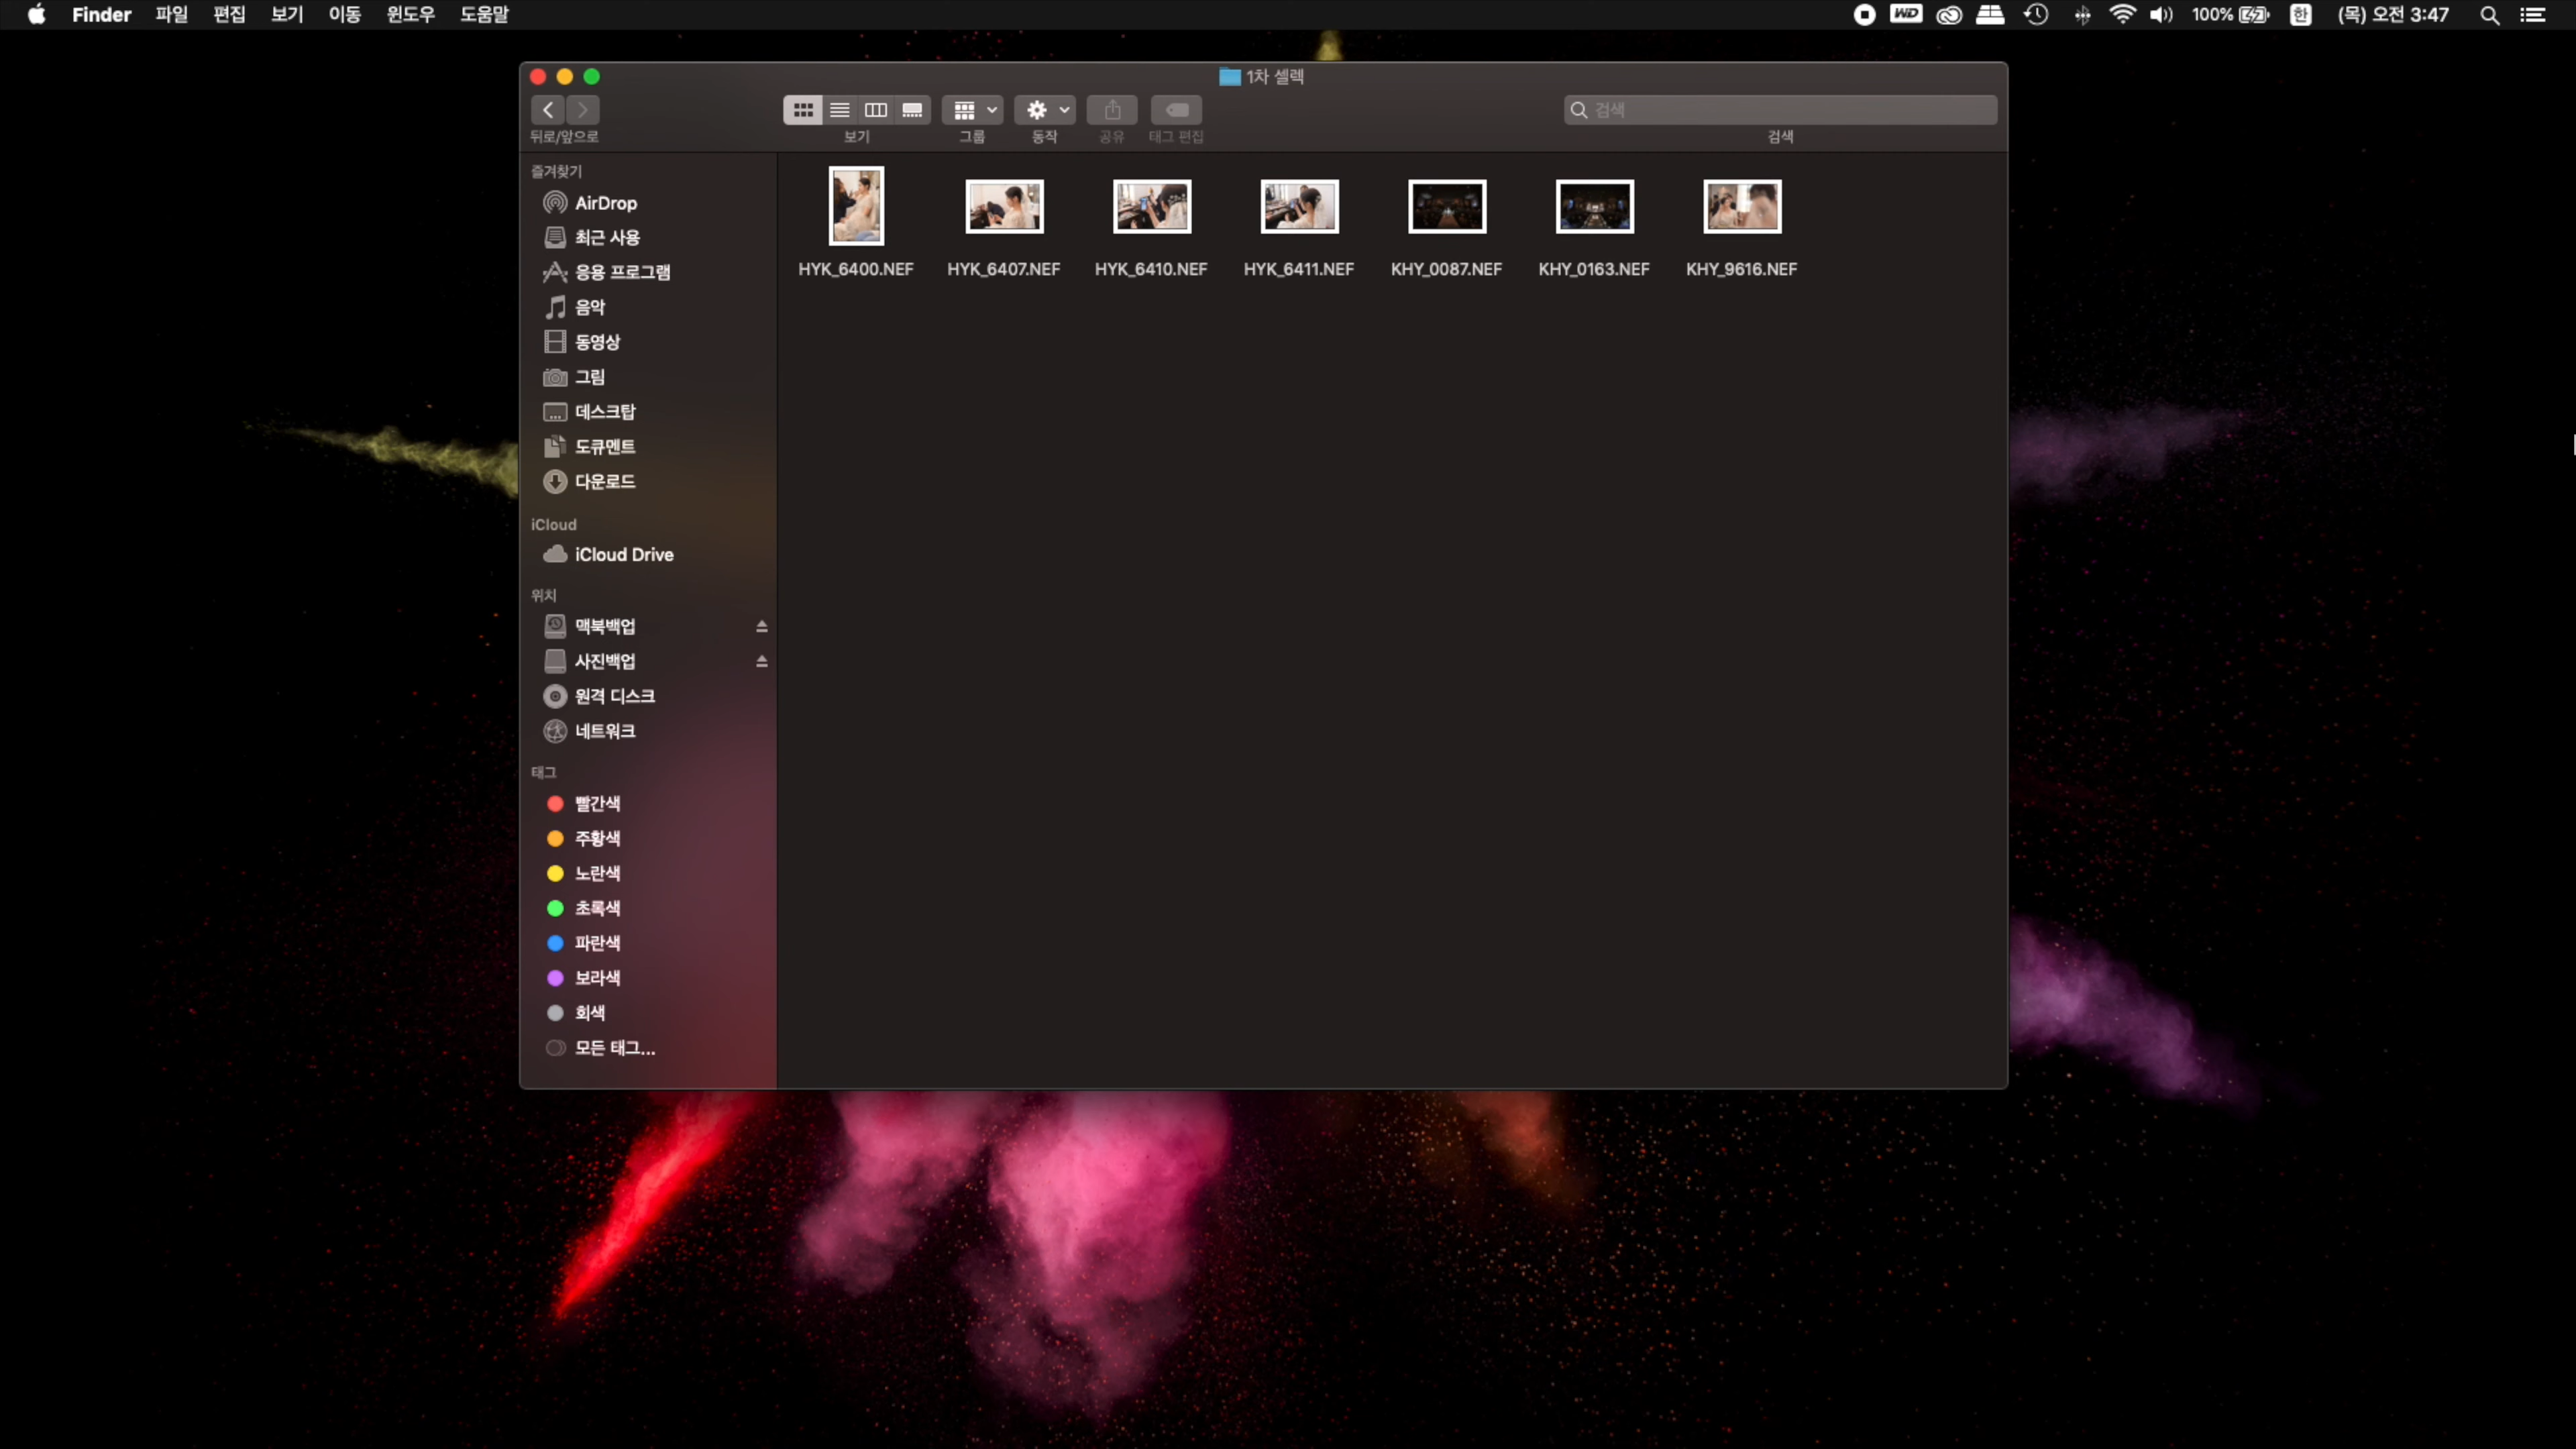 Finder 파일 편집 보기 이동 윈도우 도움말 WD 100% 한 (목) 오전 3:47
1차 셀렉
검색
뒤로/앞으로 보기 그룹 동작 공유 태그 편집 검색
즐겨찾기
AirDrop
최근 사용
응용 프로그램
음악
동영상
그림
데스크탑
도큐멘트
다운로드
iCloud
iCloud Drive
위치
맥북백업
사진백업
원격 디스크
네트워크
태그
빨간색
주황색
노란색
초록색
파란색
보라색
회색
모든 태그...
HYK_6400.NEF HYK_6407.NEF HYK_6410.NEF HYK_6411.NEF KHY_0087.NEF KHY_0163.NEF KHY_9616.NEF